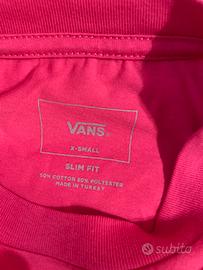 VANS
X-SMALL
SLIM FIT
50% COTTON 50% POLYESTER
MADE IN TURKEY
subito